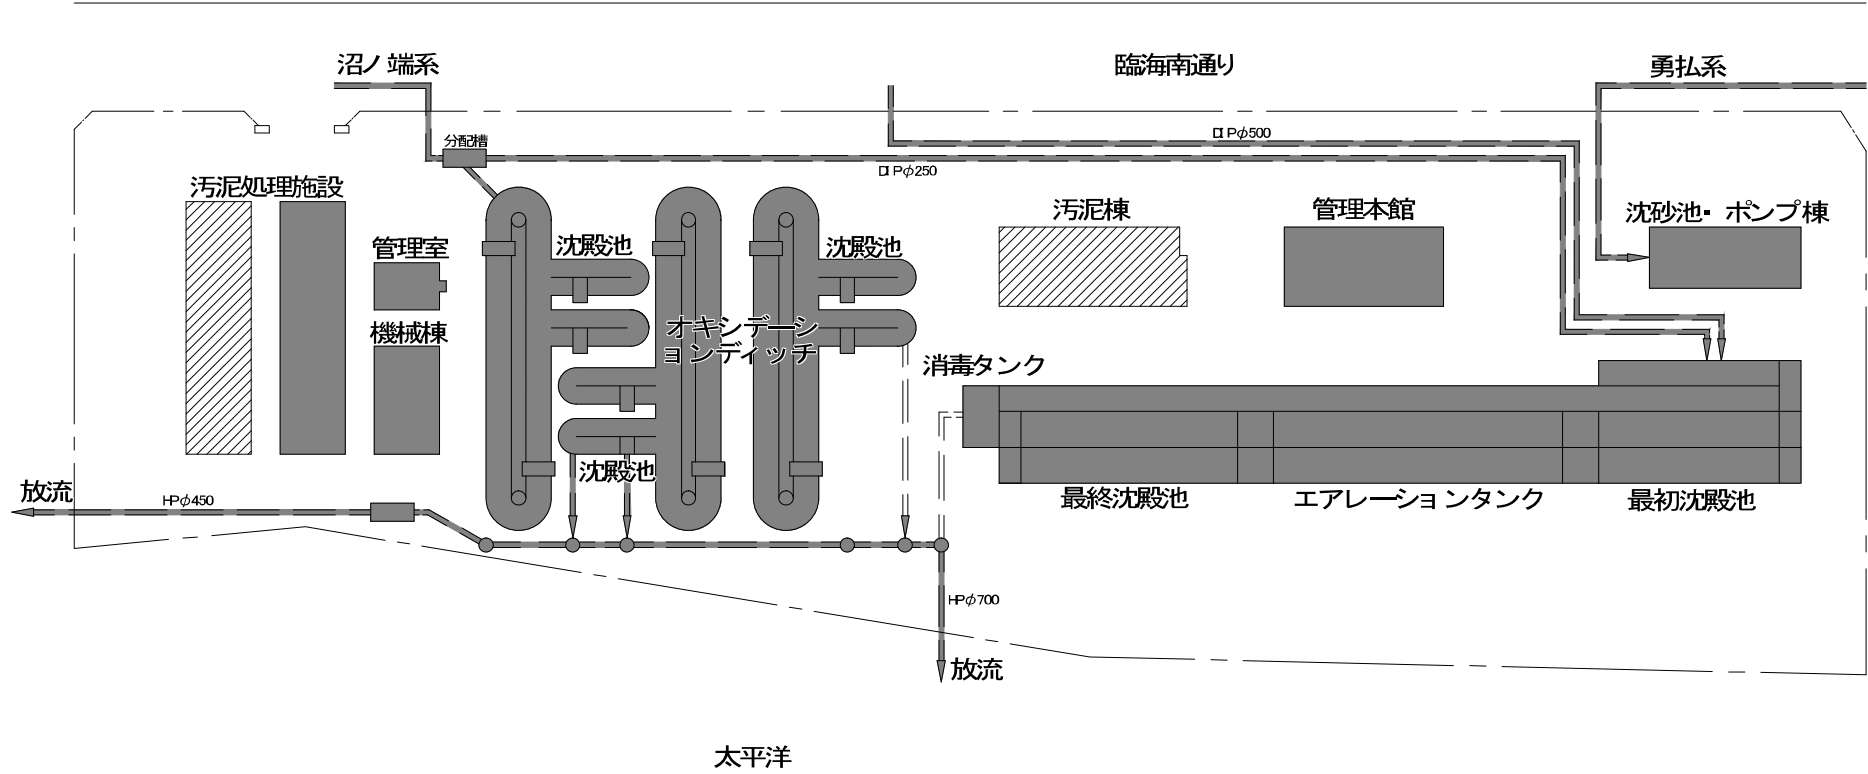 沼ノ端系
臨海南通り
勇払系
分配槽
DIPφ500
DIPφ250
汚泥処理施設
汚泥棟
管理本館
沈砂池・ポンプ棟
管理室
沈殿池
沈殿池
機械棟
オキシデーシ
ョンディッチ
消毒タンク
沈殿池
放流
HPφ450
最終沈殿池
エアレーションタンク
最初沈殿池
HPφ700
放流
太平洋